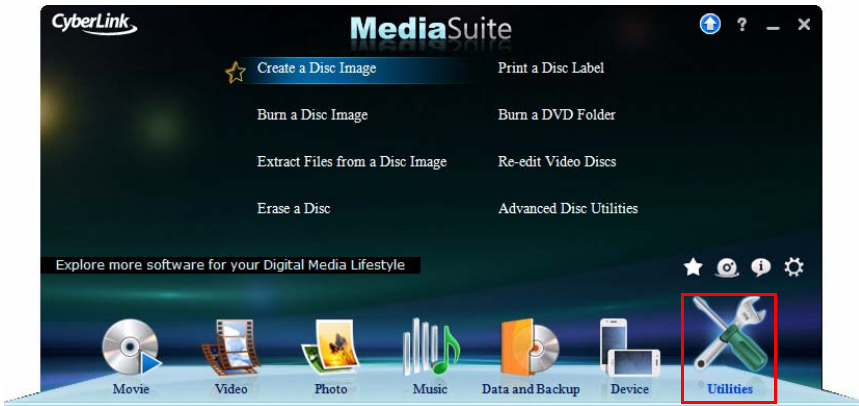 CyberLink
MediaSuite
?
Create a Disc Image
Print a Disc Label
Burn a Disc Image
Burn a DVD Folder
Extract Files from a Disc Image
Re-edit Video Discs
Erase a Disc
Advanced Disc Utilities
Explore more software for your Digital Media Lifestyle
Movie
Video
Photo
Music
Data and Backup
Device
Utilities